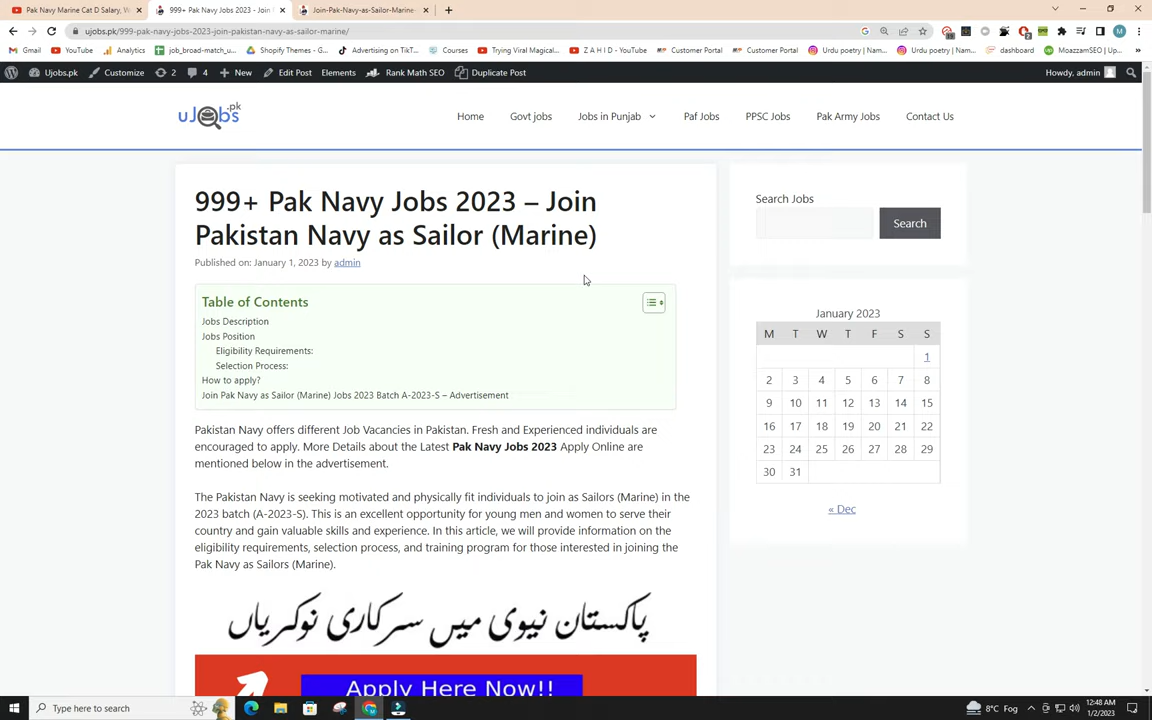 Pak Navy Marine Cat D Salary, W
999+ Pak Navy Jobs 2023 - Join
Join-Pak-Navy-as-Sailor-Marine-
ujobs.pk/999-pak-navy-jobs-2023-join-pakistan-navy-as-sailor-marine/
Gmail
YouTube
Analytics
job_broad-match_u...
Shopify Themes - G...
Advertising on TikT...
Courses
Trying Viral Magical...
Z A H I D - YouTube
Customer Portal
Customer Portal
Urdu poetry | Nam...
Urdu poetry | Nam...
dashboard
MoazzamSEO | Up...
Ujobs.pk
Customize
2
4
New
Edit Post
Elements
Rank Math SEO
Duplicate Post
Howdy, admin
uJobs.pk
Home
Govt jobs
Jobs in Punjab
Paf Jobs
PPSC Jobs
Pak Army Jobs
Contact Us
999+ Pak Navy Jobs 2023 – Join
Pakistan Navy as Sailor (Marine)
Published on: January 1, 2023 by admin
Table of Contents
Jobs Description
Jobs Position
Eligibility Requirements:
Selection Process:
How to apply?
Join Pak Navy as Sailor (Marine) Jobs 2023 Batch A-2023-S – Advertisement
Pakistan Navy offers different Job Vacancies in Pakistan. Fresh and Experienced individuals are
encouraged to apply. More Details about the Latest Pak Navy Jobs 2023 Apply Online are
mentioned below in the advertisement.
The Pakistan Navy is seeking motivated and physically fit individuals to join as Sailors (Marine) in the
2023 batch (A-2023-S). This is an excellent opportunity for young men and women to serve their
country and gain valuable skills and experience. In this article, we will provide information on the
eligibility requirements, selection process, and training program for those interested in joining the
Pak Navy as Sailors (Marine).
پاکستان نیوی میں سرکاری نوکریاں
Apply Here Now!!
Search Jobs
Search
January 2023
M T W T F S S
1
2 3 4 5 6 7 8
9 10 11 12 13 14 15
16 17 18 19 20 21 22
23 24 25 26 27 28 29
30 31
« Dec
Type here to search
8°C Fog
12:48 AM
1/2/2023